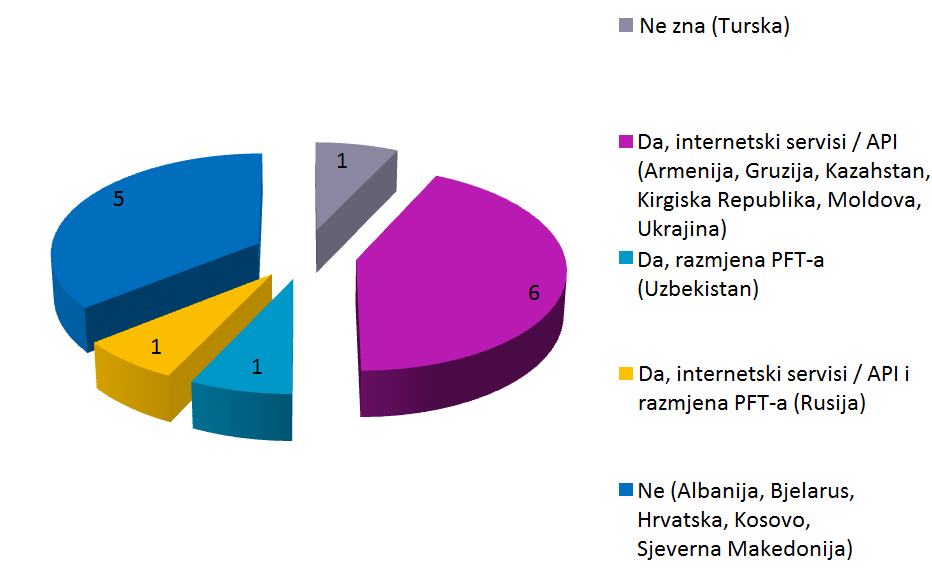 Ne zna (Turska)
1
5
Da, internetski servisi / API
(Armenija, Gruzija, Kazahstan,
Kirgiska Republika, Moldova,
Ukrajina)
6
Da, razmjena PFT-a
(Uzbekistan)
1
1
Da, internetski servisi / API i
razmjena PFT-a (Rusija)
Ne (Albanija, Bjelarus,
Hrvatska, Kosovo,
Sjeverna Makedonija)